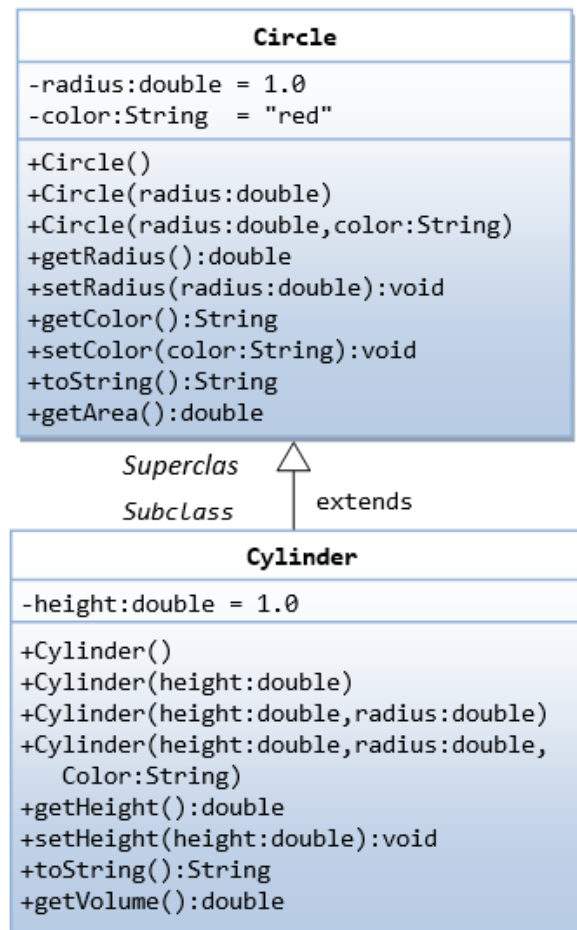 Circle
-radius:double = 1.0
-color:String = "red"
+Circle()
+Circle(radius:double)
+Circle(radius:double,color:String)
+getRadius():double
+setRadius(radius:double):void
+getColor():String
+setColor(color:String):void
+toString():String
+getArea():double
Superclas
Subclass
extends
Cylinder
-height:double = 1.0
+Cylinder()
+Cylinder(height:double)
+Cylinder(height:double,radius:double)
+Cylinder(height:double,radius:double,
Color:String)
+getHeight():double
+setHeight(height:double):void
+toString():String
+getVolume():double